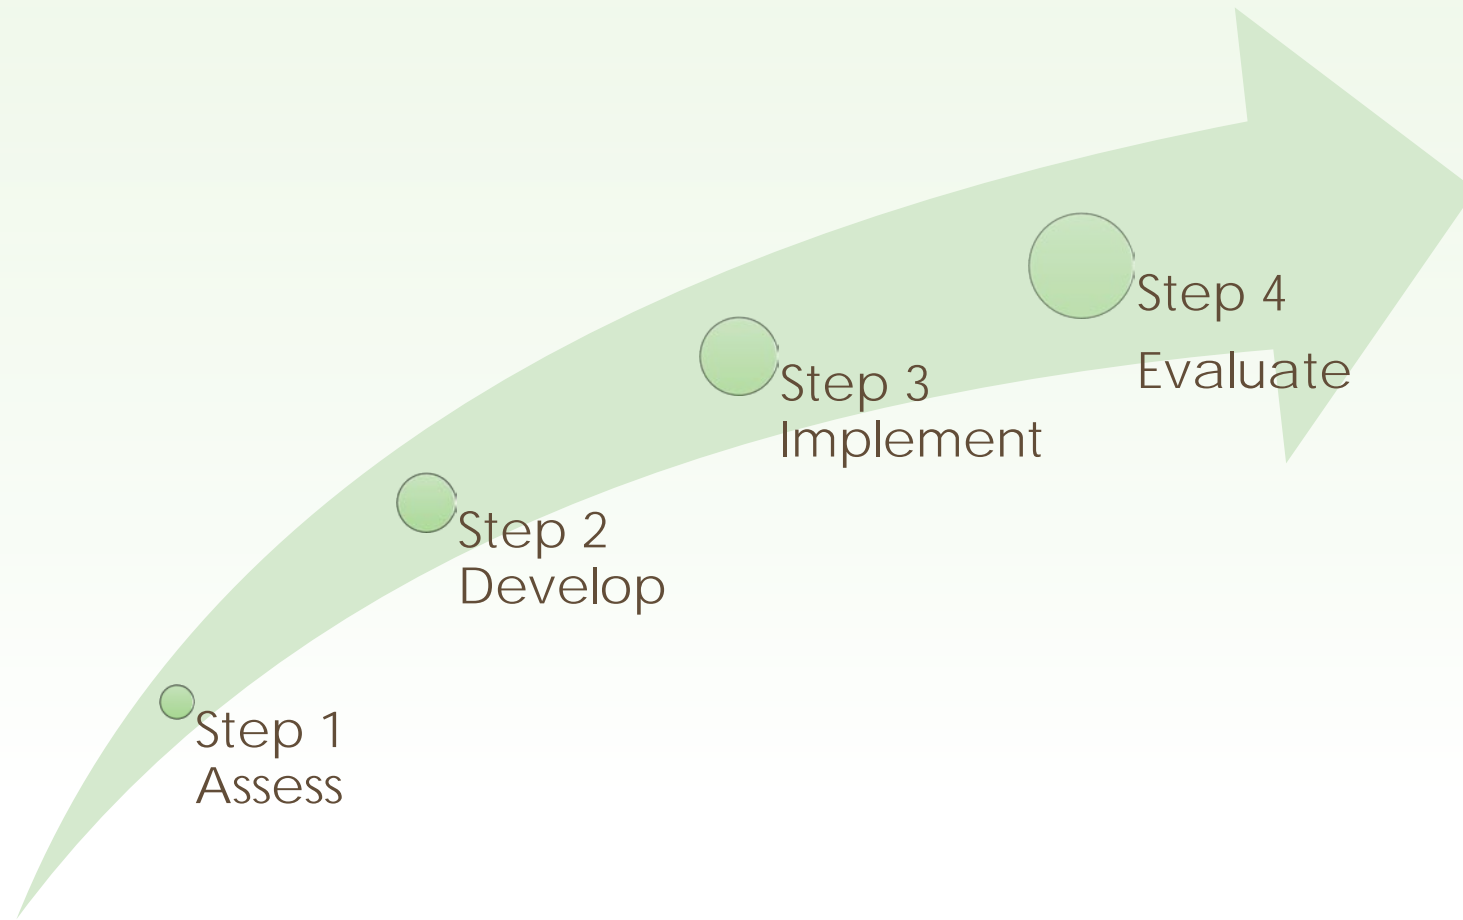 Step 1
Assess
Step 2
Develop
Step 3
Implement
Step 4
Evaluate